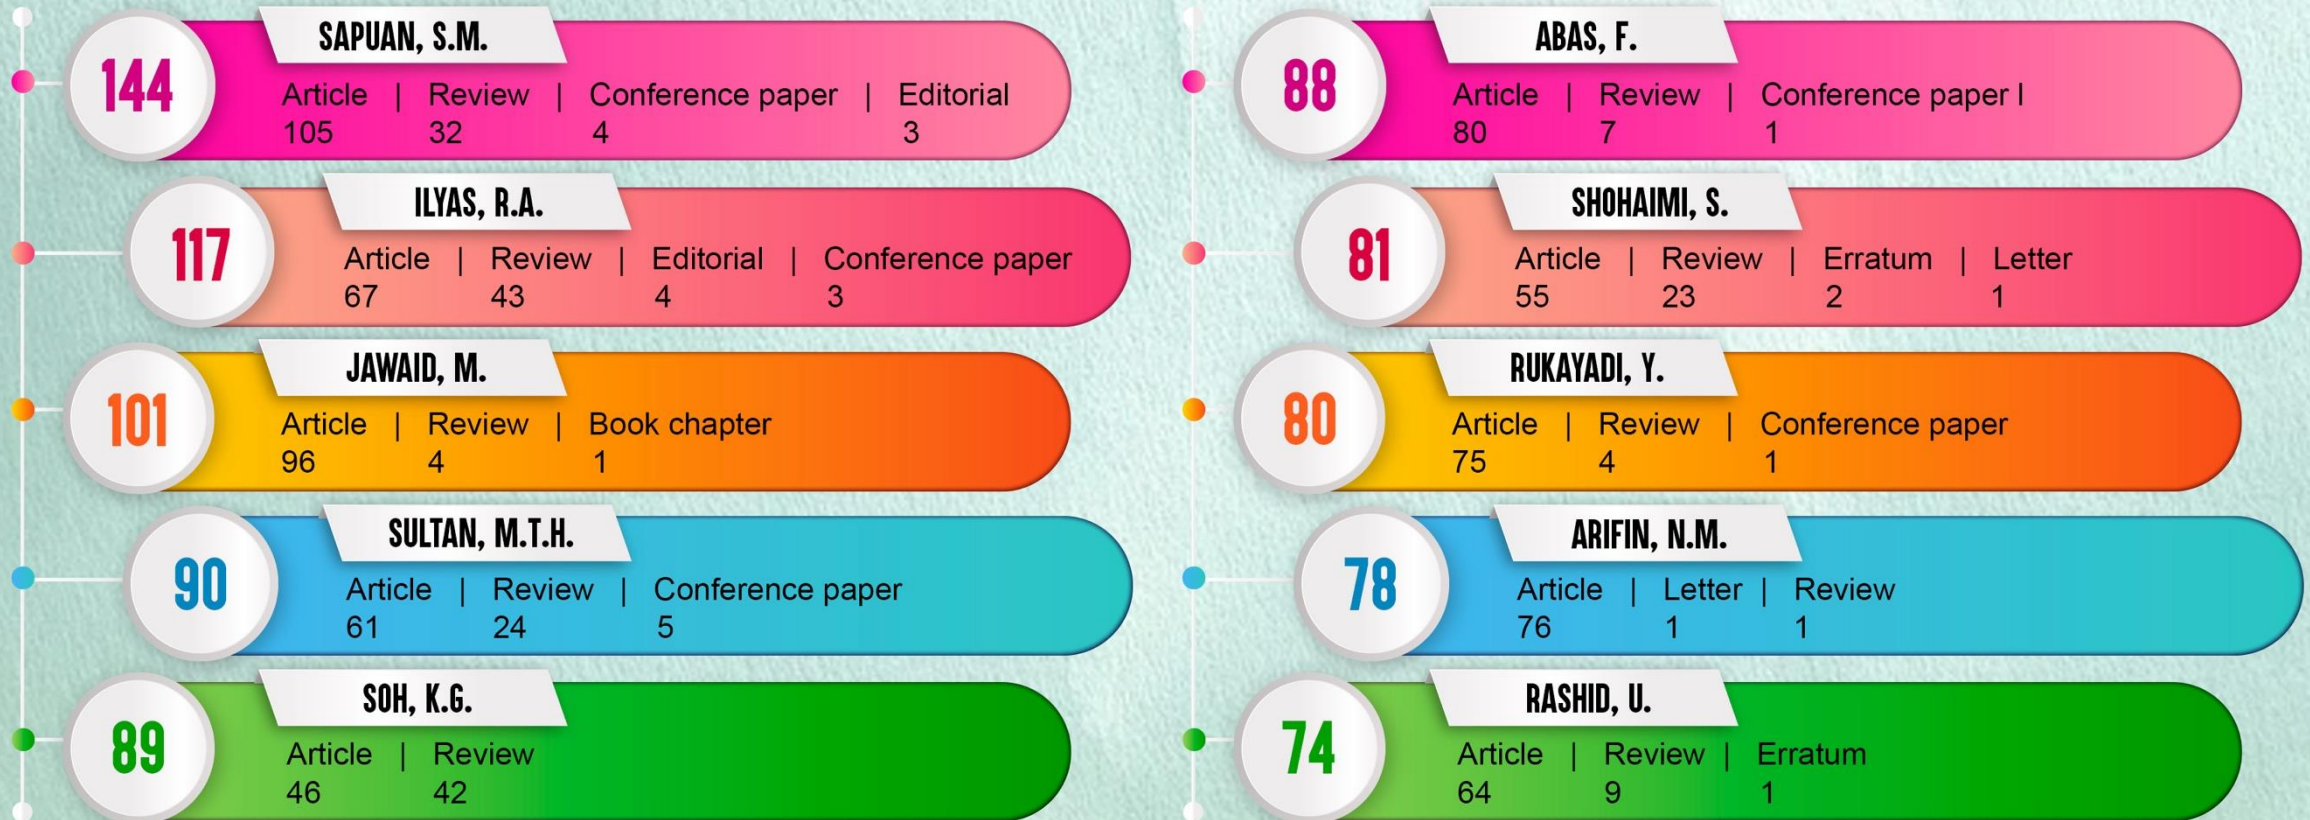 144
SAPUAN, S.M.
Article | Review | Conference paper | Editorial
105 32 4 3
117
ILYAS, R.A.
Article | Review | Editorial | Conference paper
67 43 4 3
101
JAWAID, M.
Article | Review | Book chapter
96 4 1
90
SULTAN, M.T.H.
Article | Review | Conference paper
61 24 5
89
SOH, K.G.
Article | Review
46 42
88
ABAS, F.
Article | Review | Conference paper I
80 7 1
81
SHOHAIMI, S.
Article | Review | Erratum | Letter
55 23 2 1
80
RUKAYADI, Y.
Article | Review | Conference paper
75 4 1
78
ARIFIN, N.M.
Article | Letter | Review
76 1 1
74
RASHID, U.
Article | Review | Erratum
64 9 1